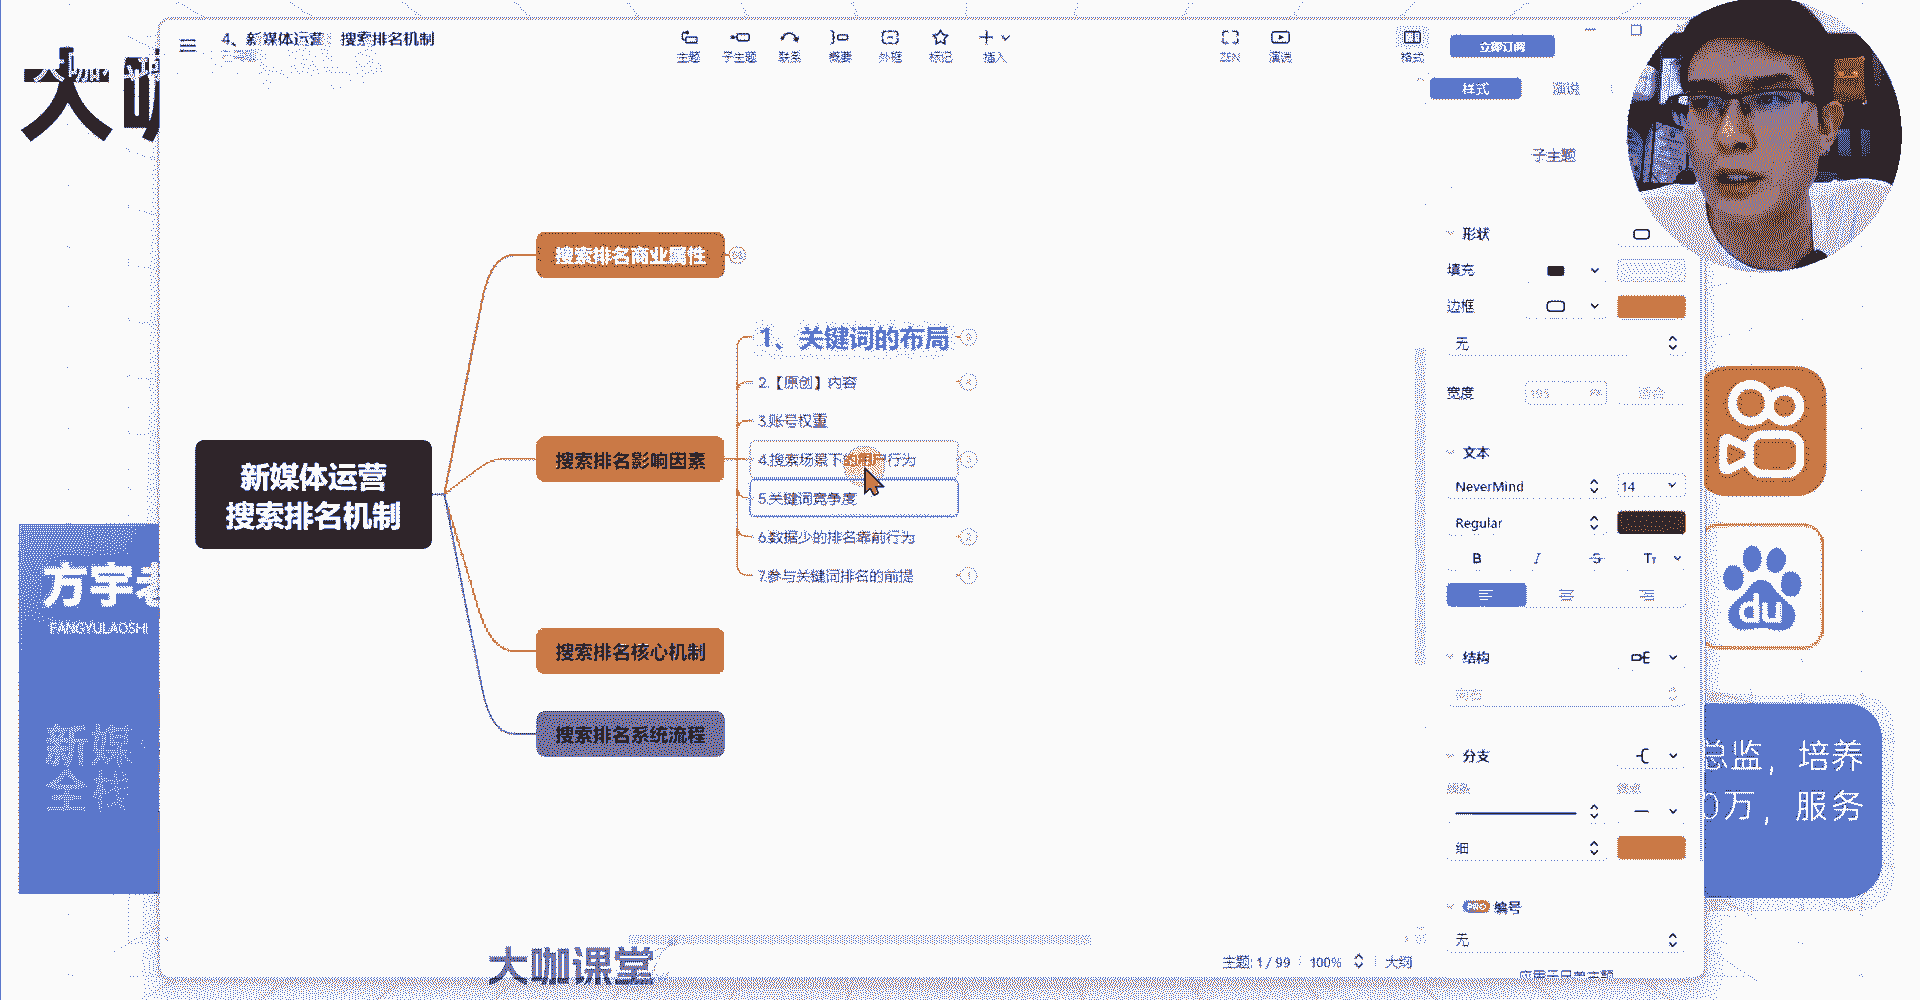 4、新媒体运营：搜索排名机制
主题
子主题
联系
概要
外框
标记
插入
ZEN
演说
格式
立即订阅
样式
演说
子主题
大咖
形状
填充
边框
无
宽度
195
文本
NeverMind
14
Regular
B
I
S
Tт
结构
分支
细
PRO 编号
无
新媒体运营
搜索排名机制
搜索排名商业属性
搜索排名影响因素
1、关键词的布局
2.【原创】内容
3.账号权重
4.搜索场景下的用户行为
5.关键词竞争度
6.数据少的排名靠前行为
7.参与关键词排名的前提
搜索排名核心机制
搜索排名系统流程
方宇老
FANGYULAOSHI
新媒
全栈
du
总监，培养
0万，服务
大咖课堂
主题: 1 / 99
100%
大纲